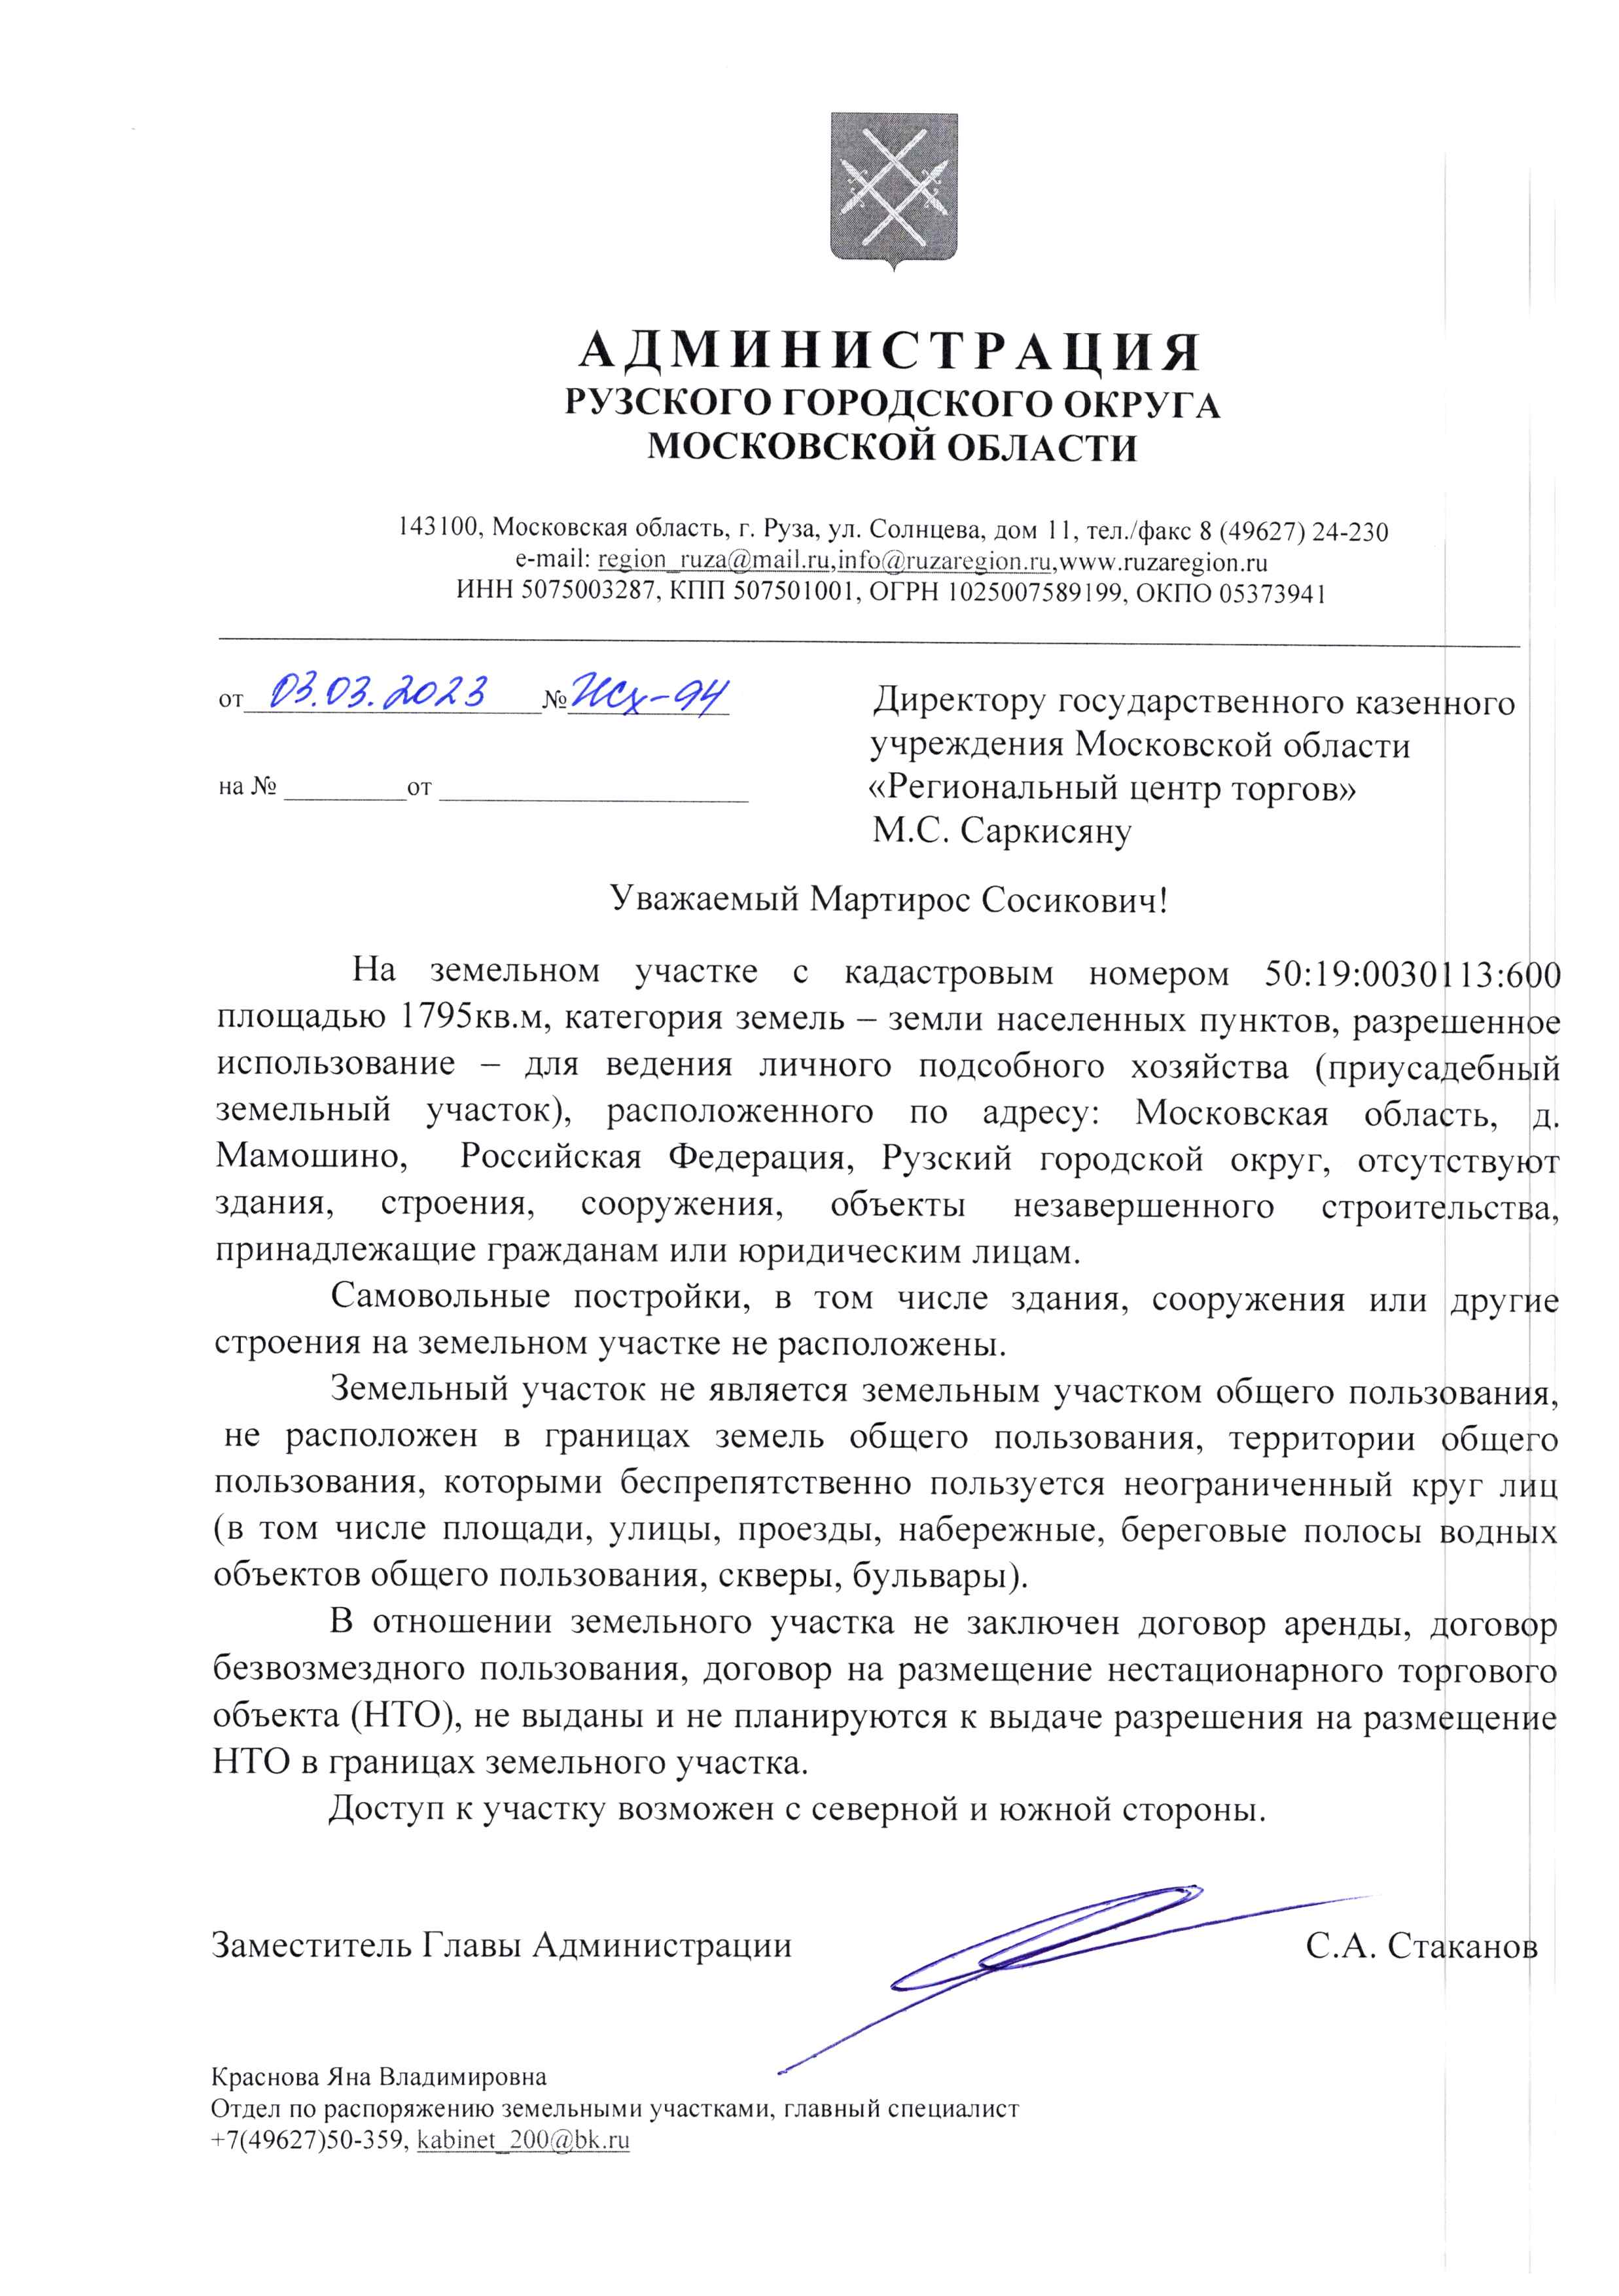 АДМИНИСТРАЦИЯ
РУЗСКОГО ГОРОДСКОГО ОКРУГА
МОСКОВСКОЙ ОБЛАСТИ
143100, Московская область, г. Руза, ул. Солнцева, дом 11, тел./факс 8 (49627) 24-230
e-mail: region_ruza@mail.ru,info@ruzaregion.ru,www.ruzaregion.ru
ИНН 5075003287, КПП 507501001, ОГРН 1025007589199, ОКПО 05373941
от 03.03.2023 № Исх-94
на № __________от _________________________
Директору государственного казенного
учреждения Московской области
«Региональный центр торгов»
М.С. Саркисяну
Уважаемый Мартирос Сосикович!
На земельном участке с кадастровым номером 50:19:0030113:600
площадью 1795кв.м, категория земель – земли населенных пунктов, разрешенное
использование – для ведения личного подсобного хозяйства (приусадебный
земельный участок), расположенного по адресу: Московская область, д.
Мамошино, Российская Федерация, Рузский городской округ, отсутствуют
здания, строения, сооружения, объекты незавершенного строительства,
принадлежащие гражданам или юридическим лицам.
Самовольные постройки, в том числе здания, сооружения или другие
строения на земельном участке не расположены.
Земельный участок не является земельным участком общего пользования,
не расположен в границах земель общего пользования, территории общего
пользования, которыми беспрепятственно пользуется неограниченный круг лиц
(в том числе площади, улицы, проезды, набережные, береговые полосы водных
объектов общего пользования, скверы, бульвары).
В отношении земельного участка не заключен договор аренды, договор
безвозмездного пользования, договор на размещение нестационарного торгового
объекта (НТО), не выданы и не планируются к выдаче разрешения на размещение
НТО в границах земельного участка.
Доступ к участку возможен с северной и южной стороны.
Заместитель Главы Администрации С.А. Стаканов
Краснова Яна Владимировна
Отдел по распоряжению земельными участками, главный специалист
+7(49627)50-359, kabinet_200@bk.ru